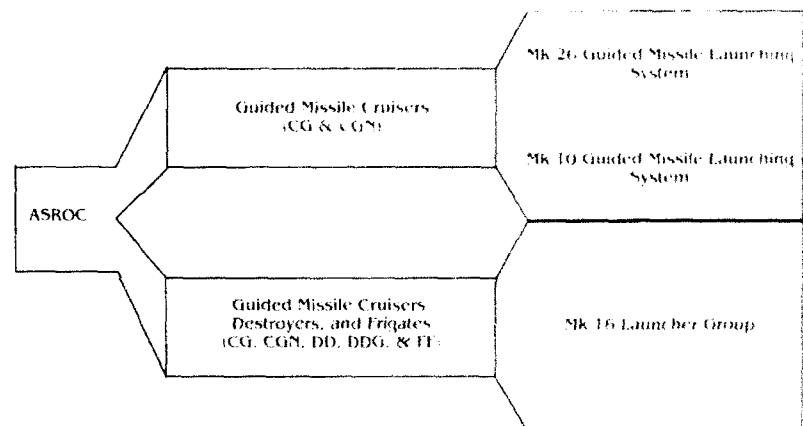 ASROC
Guided Missile Cruisers
(CG & CGN)
Guided Missile Cruisers
Destroyers, and Frigates
(CG, CGN, DD, DDG, & FF)
Mk 26 Guided Missile Launching
System
Mk 10 Guided Missile Launching
System
Mk 16 Launcher Group